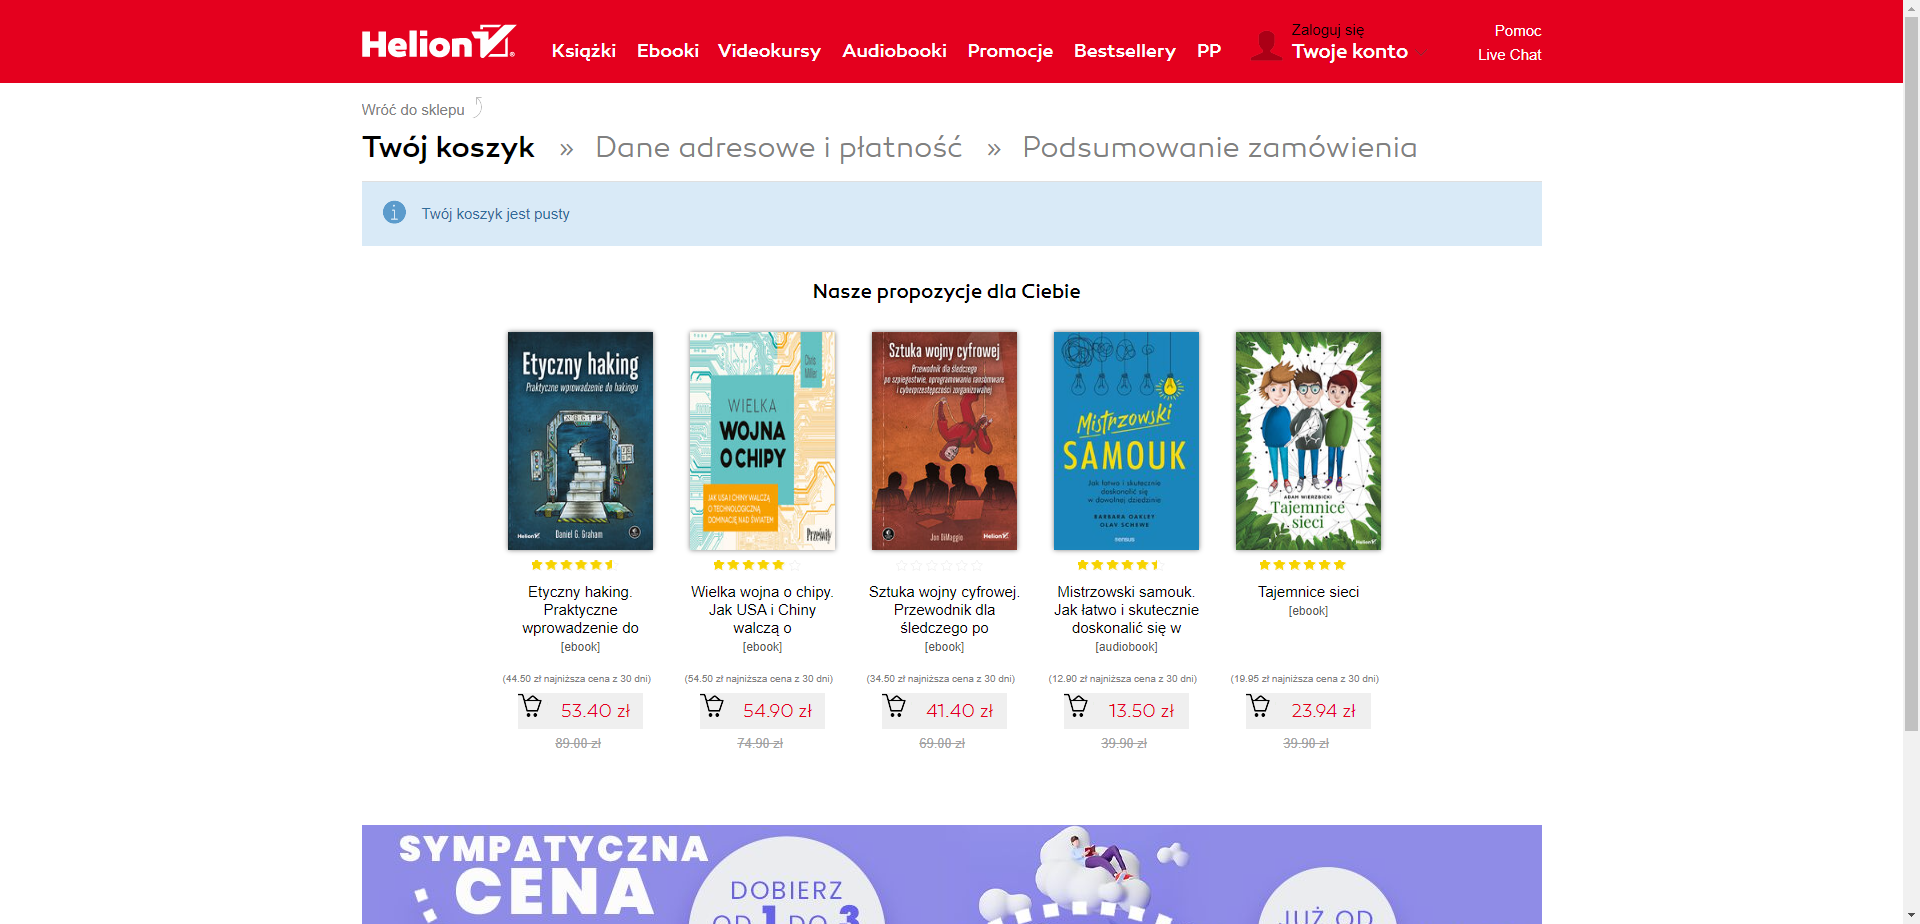 Helion
Książki Ebooki Videokursy Audiobooki Promocje Bestsellery PP
Zaloguj się
Twoje konto
Pomoc
Live Chat
Wróć do sklepu
Twój koszyk » Dane adresowe i płatność » Podsumowanie zamówienia
Twój koszyk jest pusty
Nasze propozycje dla Ciebie
Etyczny haking
Praktyczne wprowadzenie do hakingu
Helion
Daniel G. Graham
Chris
Miller
WIELKA
WOJNA
O CHIPY
JAK USA I CHINY WALCZĄ
O TECHNOLOGICZNĄ
DOMINACJĘ NAD ŚWIATEM
Prześwity
Sztuka wojny cyfrowej
Przewodnik dla śledczego
po szpiegostwie, oprogramowaniu ransomware
i cyberprzestępczości zorganizowanej
Jon DiMaggio
Helion
Mistrzowski
SAMOUK
Jak łatwo i skutecznie
doskonalić się
w dowolnej dziedzinie
BARBARA OAKLEY
OLAV SCHEWE
sensus
ADAM WIERZBICKI
Tajemnice
sieci
Helion
Etyczny haking.
Praktyczne
wprowadzenie do
[ebook]
(44.50 zł najniższa cena z 30 dni)
53.40 zł
89.00 zł
Wielka wojna o chipy.
Jak USA i Chiny
walczą o
[ebook]
(54.50 zł najniższa cena z 30 dni)
54.90 zł
74.90 zł
Sztuka wojny cyfrowej.
Przewodnik dla
śledczego po
[ebook]
(34.50 zł najniższa cena z 30 dni)
41.40 zł
69.00 zł
Mistrzowski samouk.
Jak łatwo i skutecznie
doskonalić się w
[audiobook]
(12.90 zł najniższa cena z 30 dni)
13.50 zł
39.90 zł
Tajemnice sieci
[ebook]
(19.95 zł najniższa cena z 30 dni)
23.94 zł
39.90 zł
SYMPATYCZNA
CENA
DOBIERZ
OD 1 DO 3
JUŻ OD